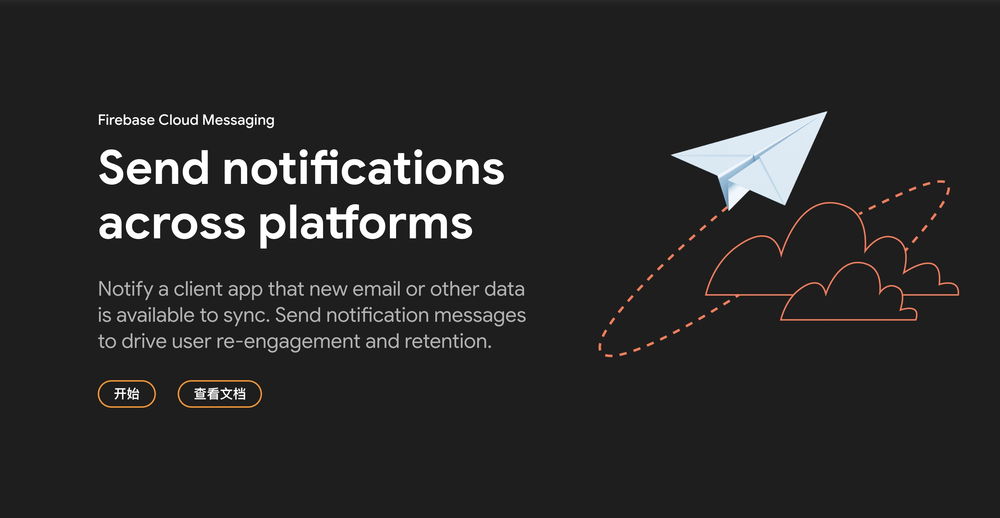 Firebase Cloud Messaging
Send notifications
across platforms
Notify a client app that new email or other data
is available to sync. Send notification messages
to drive user re-engagement and retention.
开始
查看文档